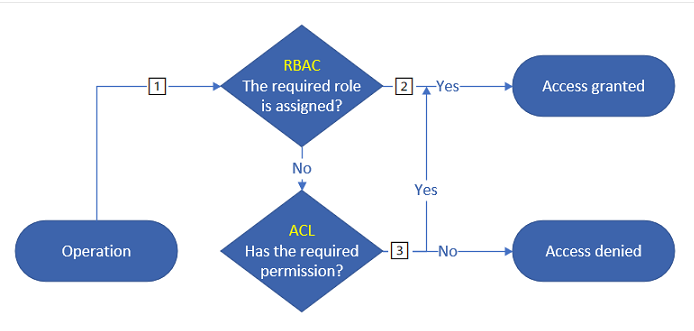 RBAC
The required role
is assigned?
1
2
Yes
Access granted
No
Yes
Operation
ACL
Has the required
permission?
3
No
Access denied